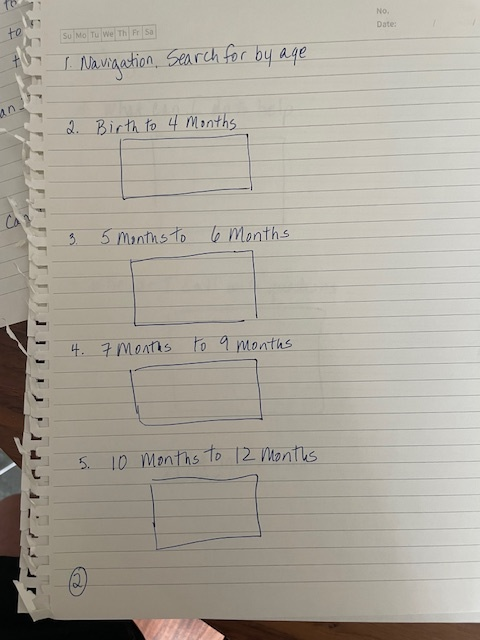 to
to
t
an
Can
No.
Date: / /
Su Mo Tu We Th Fr Sa
1. Navigation. Search for by age
2. Birth to 4 Months
3 5 Months to 6 Months
4. 7 Months to 9 months
5. 10 Months to 12 Months
2